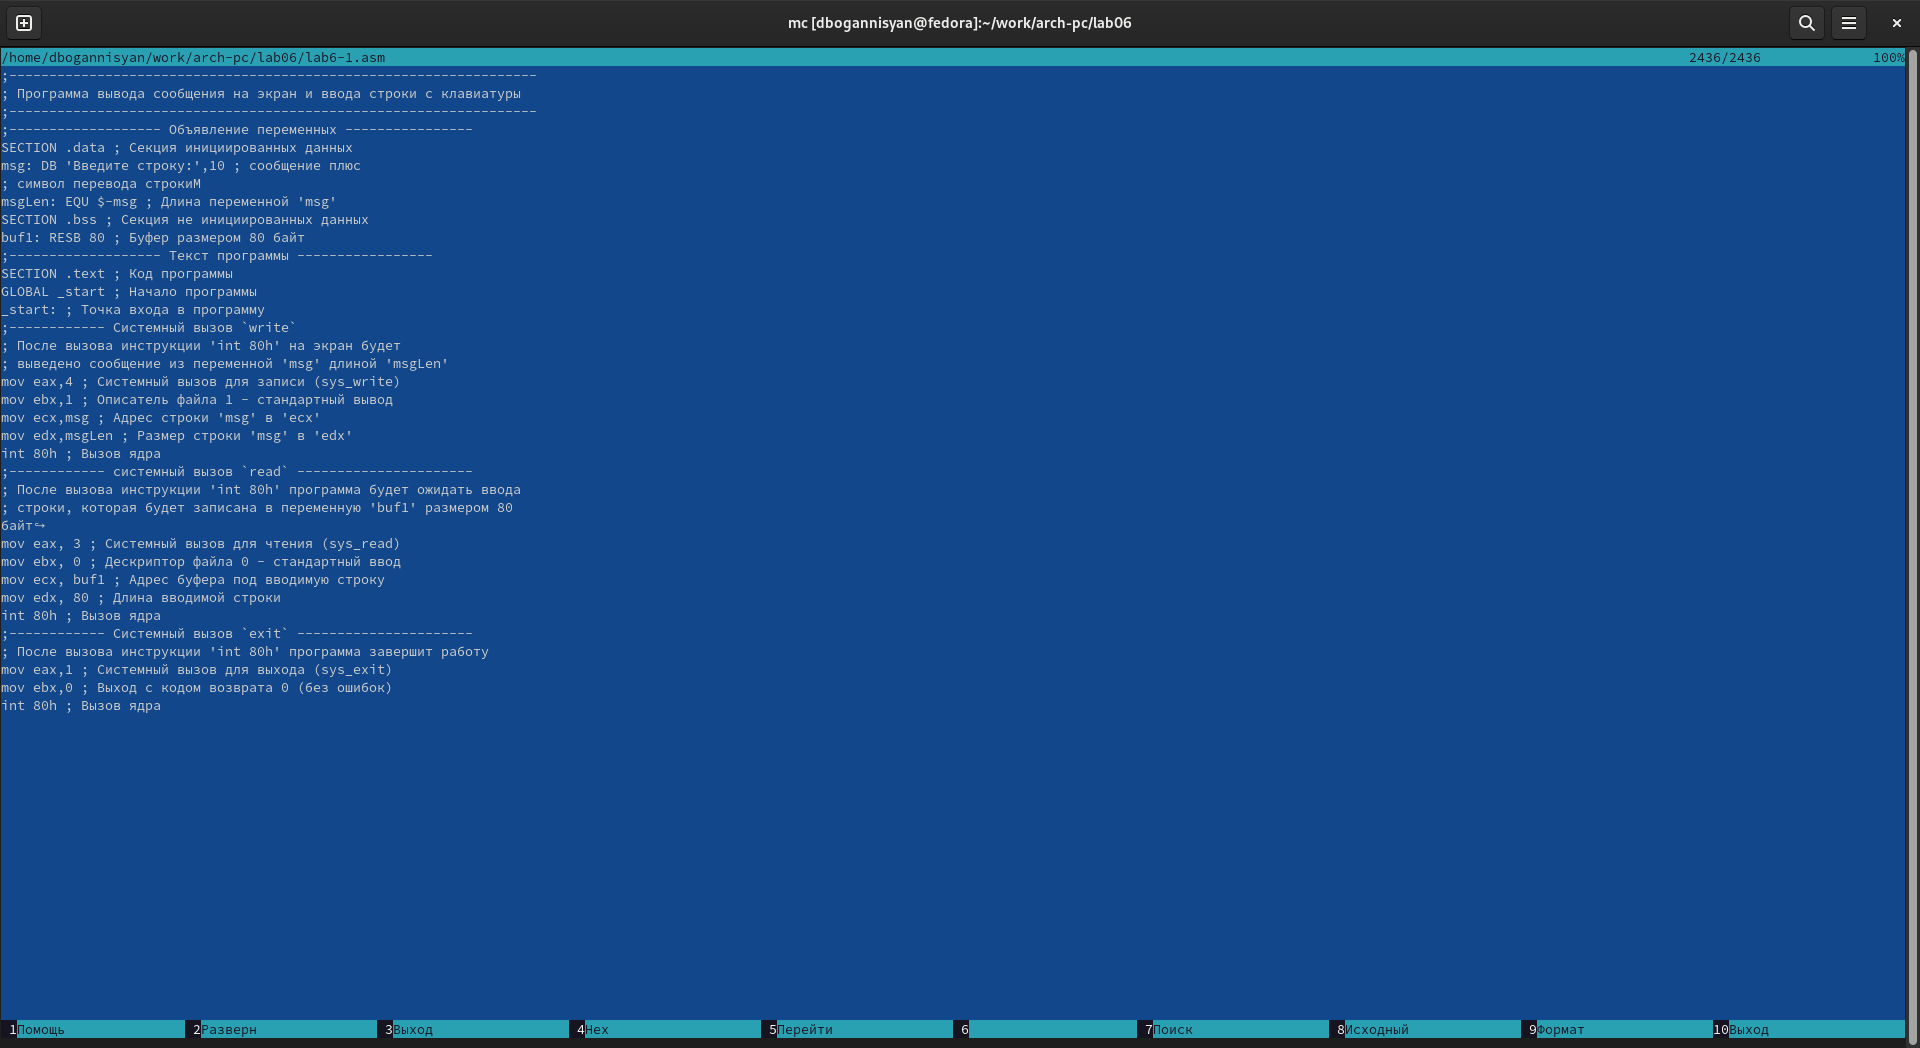 mc [dbogannisyan@fedora]:~/work/arch-pc/lab06
/home/dbogannisyan/work/arch-pc/lab06/lab6-1.asm 2436/2436 100%
;------------------------------------------------------------------
; Программа вывода сообщения на экран и ввода строки с клавиатуры
;------------------------------------------------------------------
;------------------- Объявление переменных ----------------
SECTION .data ; Секция инициированных данных
msg: DB 'Введите строку:',10 ; сообщение плюс
; символ перевода строкиM
msgLen: EQU $-msg ; Длина переменной 'msg'
SECTION .bss ; Секция не инициированных данных
buf1: RESB 80 ; Буфер размером 80 байт
;------------------- Текст программы -----------------
SECTION .text ; Код программы
GLOBAL _start ; Начало программы
_start: ; Точка входа в программу
;------------ Системный вызов `write`
; После вызова инструкции 'int 80h' на экран будет
; выведено сообщение из переменной 'msg' длиной 'msgLen'
mov eax,4 ; Системный вызов для записи (sys_write)
mov ebx,1 ; Описатель файла 1 - стандартный вывод
mov ecx,msg ; Адрес строки 'msg' в 'ecx'
mov edx,msgLen ; Размер строки 'msg' в 'edx'
int 80h ; Вызов ядра
;------------ системный вызов `read` ----------------------
; После вызова инструкции 'int 80h' программа будет ожидать ввода
; строки, которая будет записана в переменную 'buf1' размером 80
байт↪
mov eax, 3 ; Системный вызов для чтения (sys_read)
mov ebx, 0 ; Дескриптор файла 0 - стандартный ввод
mov ecx, buf1 ; Адрес буфера под вводимую строку
mov edx, 80 ; Длина вводимой строки
int 80h ; Вызов ядра
;------------ Системный вызов `exit` ----------------------
; После вызова инструкции 'int 80h' программа завершит работу
mov eax,1 ; Системный вызов для выхода (sys_exit)
mov ebx,0 ; Выход с кодом возврата 0 (без ошибок)
int 80h ; Вызов ядра
1Помощь 2Разверн 3Выход 4Hex 5Перейти 6 7Поиск 8Исходный 9Формат 10Выход